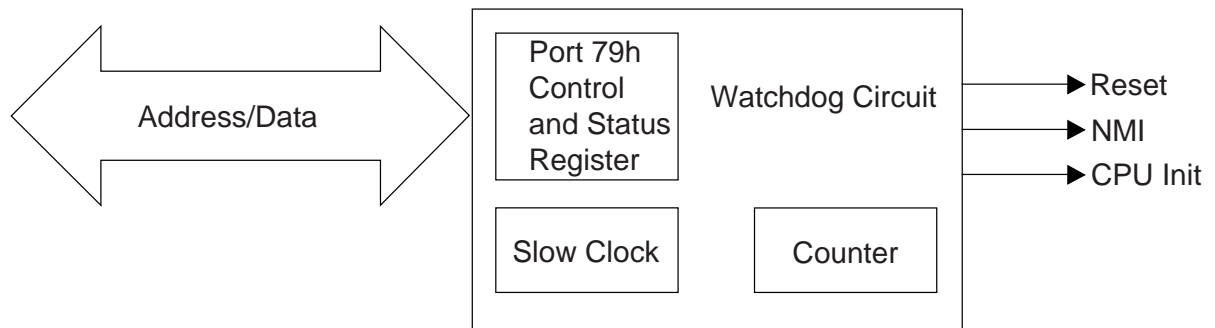 Address/Data
Port 79h
Control
and Status
Register
Watchdog Circuit
Slow Clock
Counter
Reset
NMI
CPU Init